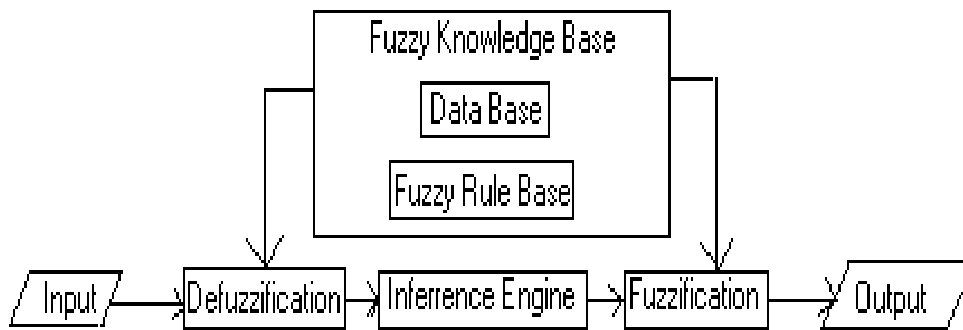 Fuzzy Knowledge Base
Data Base
Fuzzy Rule Base
Input
Defuzzification
Inferrence Engine
Fuzzification
Output